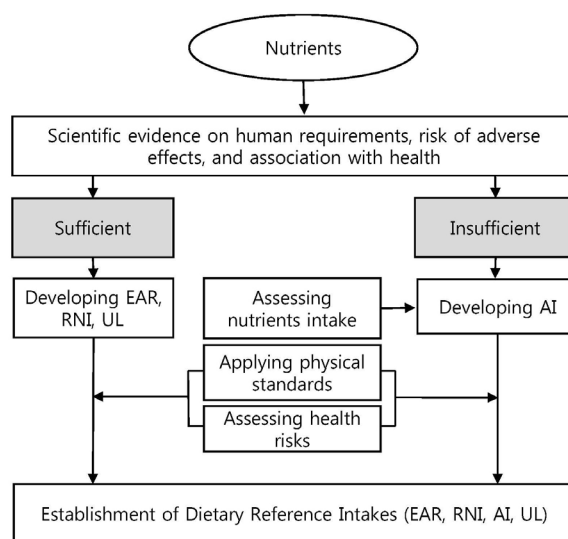 Nutrients
Scientific evidence on human requirements, risk of adverse
effects, and association with health
Sufficient
Insufficient
Developing EAR,
RNI, UL
Assessing
nutrients intake
Developing AI
Applying physical
standards
Assessing health
risks
Establishment of Dietary Reference Intakes (EAR, RNI, AI, UL)